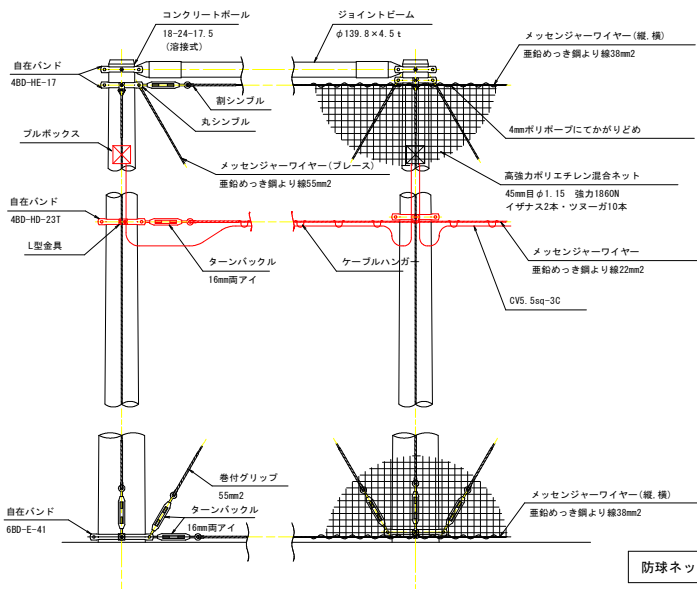 コンクリートポール
18-24-17.5
(溶接式)
ジョイントビーム
φ139.8×4.5ｔ
メッセンジャーワイヤー(縦,横)
亜鉛めっき鋼より線38mm2
自在バンド
4BD-HE-17
割シンブル
丸シンブル
プルボックス
4mmポリポープにてかがりどめ
メッセンジャーワイヤー(ブレース)
亜鉛めっき鋼より線55mm2
高強力ポリエチレン混合ネット
45mm目φ1.15 強力1860N
イザナス2本・ツヌーガ10本
自在バンド
4BD-HD-23T
L型金具
ターンバックル
16mm両アイ
ケーブルハンガー
メッセンジャーワイヤー
亜鉛めっき鋼より線22mm2
CV5.5sq-3C
巻付グリップ
55mm2
ターンバックル
16mm両アイ
自在バンド
6BD-E-41
メッセンジャーワイヤー(縦,横)
亜鉛めっき鋼より線38mm2
防球ネッ